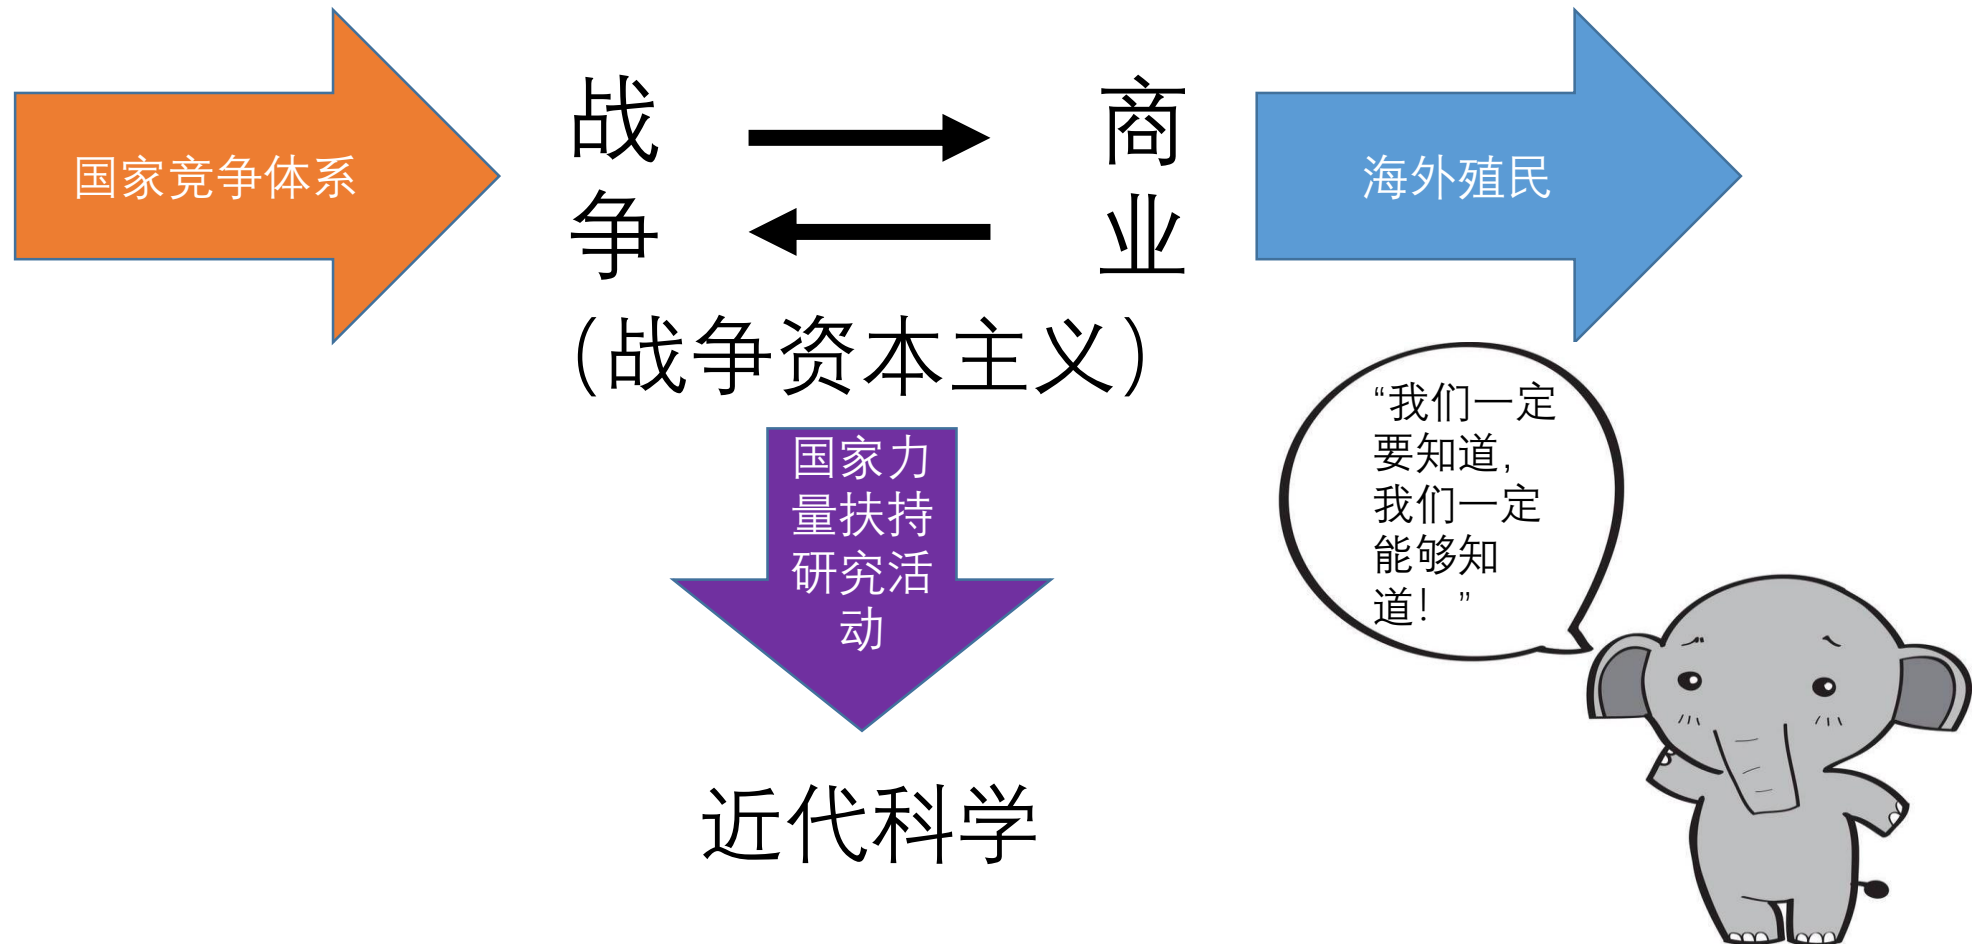 国家竞争体系
战争
商业
海外殖民
（战争资本主义）
国家力
量扶持
研究活
动
近代科学
“我们一定
要知道，
我们一定
能够知
道！”